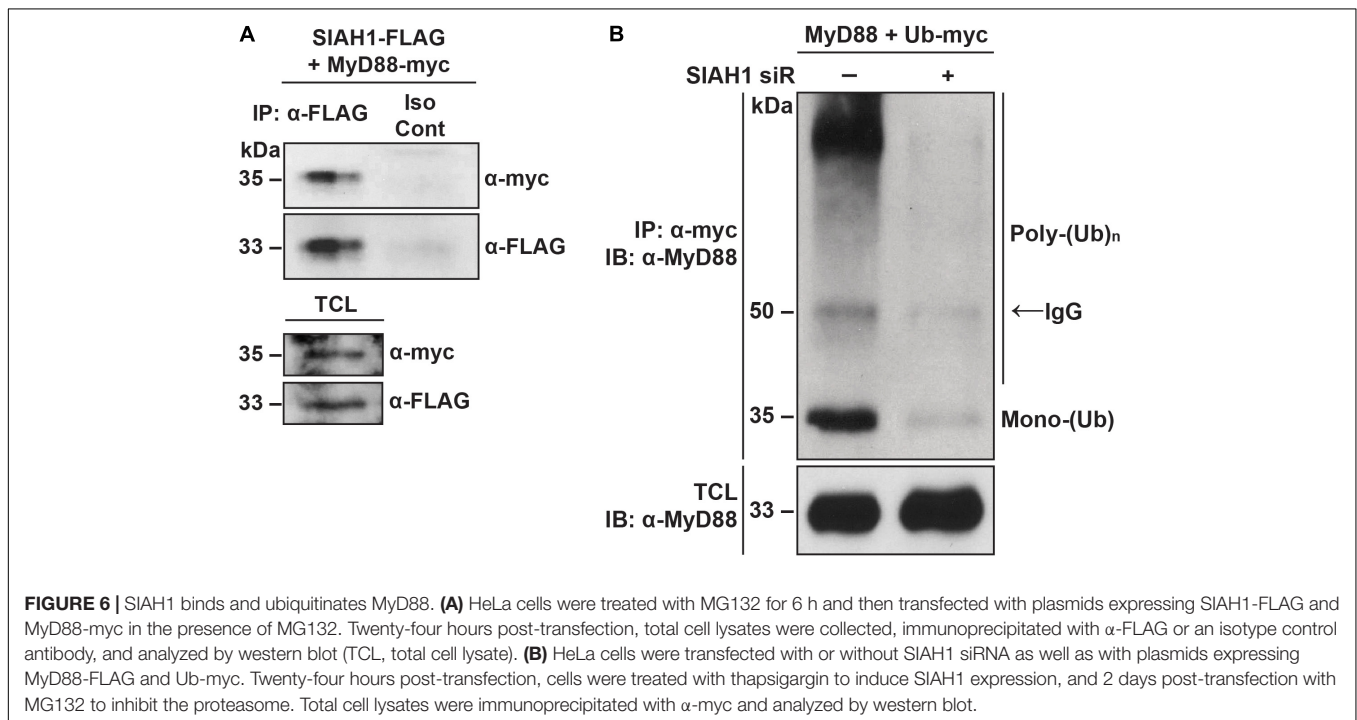 A
SIAH1-FLAG
+ MyD88-myc
IP: α-FLAG
Iso
Cont
kDa
35
α-myc
33
α-FLAG
TCL
35
α-myc
33
α-FLAG
B
MyD88 + Ub-myc
SIAH1 siR − +
kDa
IP: α-myc
IB: α-MyD88
Poly-(Ub)n
50
←IgG
35
Mono-(Ub)
TCL
IB: α-MyD88
33
FIGURE 6 | SIAH1 binds and ubiquitinates MyD88. (A) HeLa cells were treated with MG132 for 6 h and then transfected with plasmids expressing SIAH1-FLAG and
MyD88-myc in the presence of MG132. Twenty-four hours post-transfection, total cell lysates were collected, immunoprecipitated with α-FLAG or an isotype control
antibody, and analyzed by western blot (TCL, total cell lysate). (B) HeLa cells were transfected with or without SIAH1 siRNA as well as with plasmids expressing
MyD88-FLAG and Ub-myc. Twenty-four hours post-transfection, cells were treated with thapsigargin to induce SIAH1 expression, and 2 days post-transfection with
MG132 to inhibit the proteasome. Total cell lysates were immunoprecipitated with α-myc and analyzed by western blot.